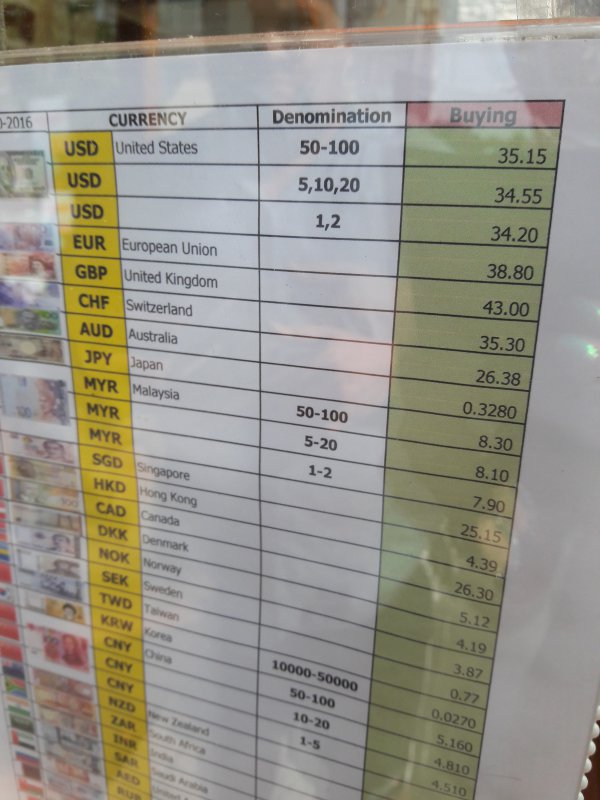 -2016 CURRENCY Denomination Buying
USD United States 50-100 35.15
USD 5,10,20 34.55
USD 1,2 34.20
EUR European Union 38.80
GBP United Kingdom 43.00
CHF Switzerland 35.30
AUD Australia 26.38
JPY Japan 0.3280
MYR Malaysia 50-100 8.30
MYR 5-20 8.10
MYR 1-2 7.90
SGD Singapore 25.15
HKD Hong Kong 4.39
CAD Canada 26.30
DKK Denmark 5.12
NOK Norway 4.19
SEK Sweden 3.87
TWD Taiwan 0.77
KRW Korea 10000-50000 0.0270
CNY China 50-100 5.160
CNY 10-20 4.810
CNY 1-5 4.510
NZD New Zealand
ZAR South Africa
INR India
SAR Saudi Arabia
AED
RUB